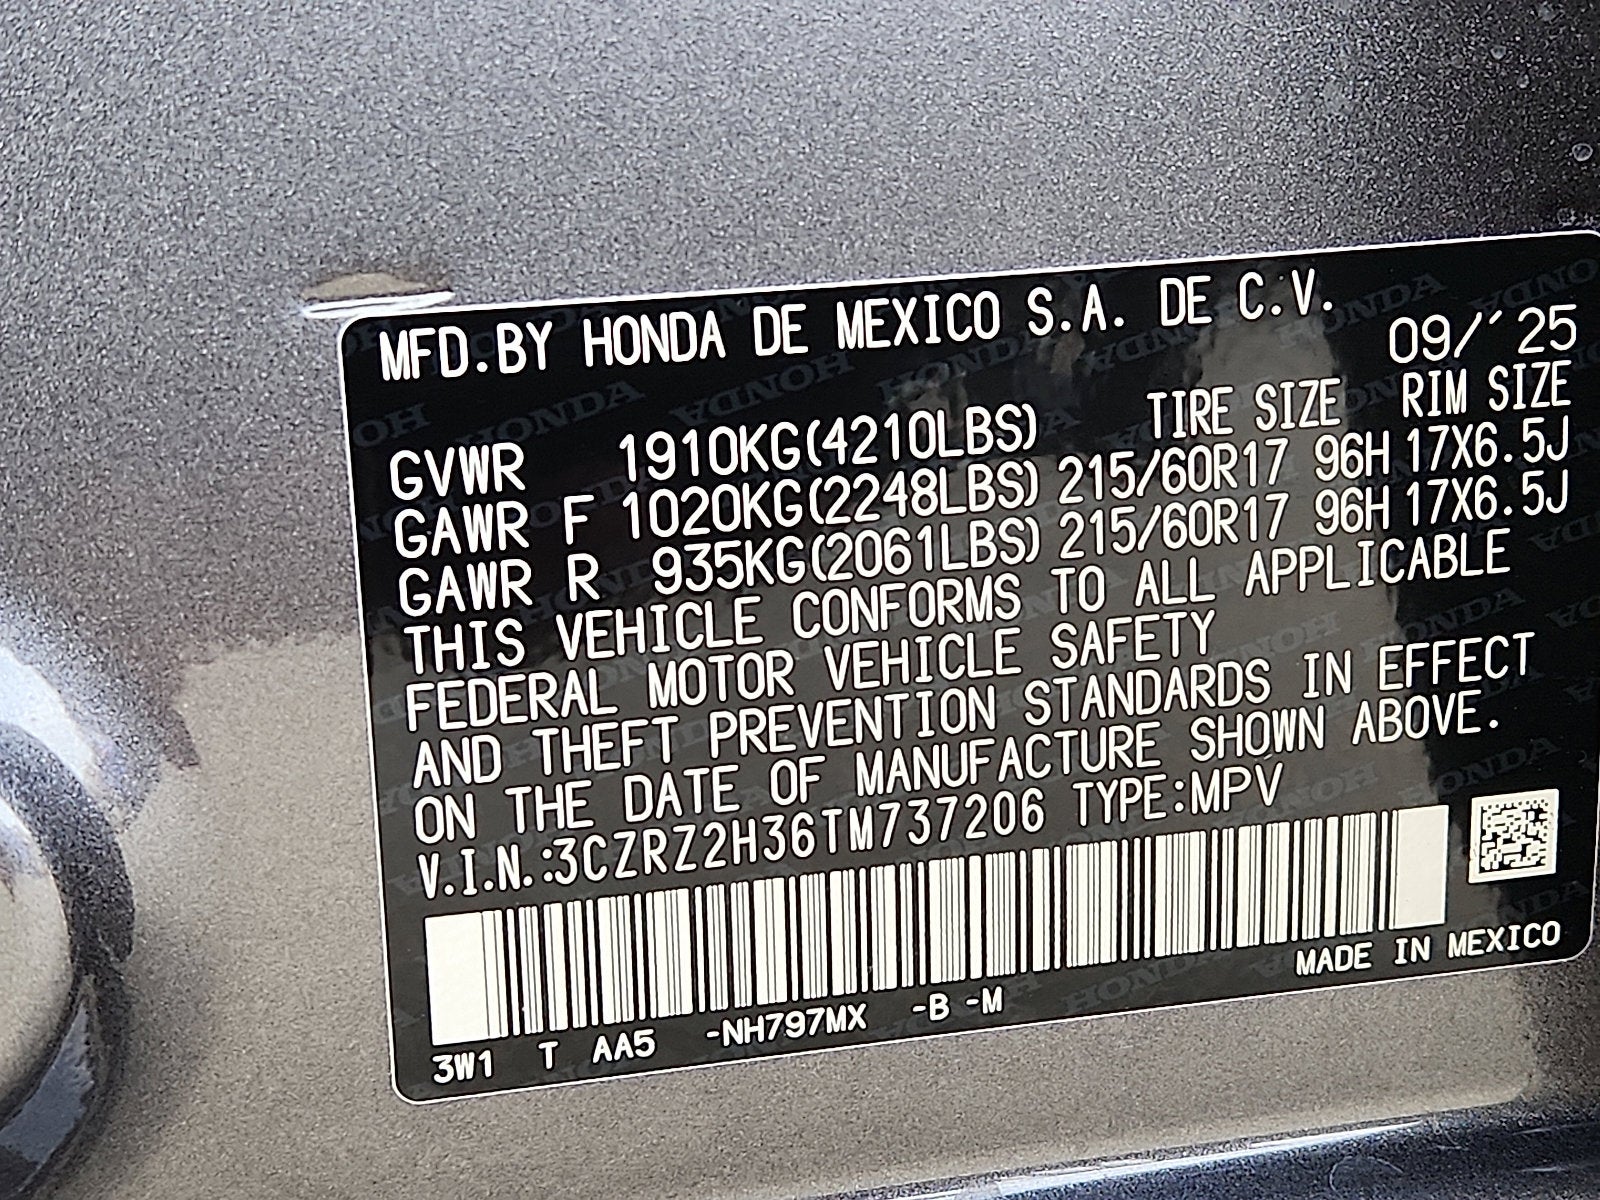 MFD.BY HONDA DE MEXICO S.A. DE C.V.
09/'25
TIRE SIZE RIM SIZE
GVWR 1910KG(4210LBS)
GAWR F 1020KG(2248LBS) 215/60R17 96H 17X6.5J
GAWR R 935KG(2061LBS) 215/60R17 96H 17X6.5J
THIS VEHICLE CONFORMS TO ALL APPLICABLE
FEDERAL MOTOR VEHICLE SAFETY
AND THEFT PREVENTION STANDARDS IN EFFECT
ON THE DATE OF MANUFACTURE SHOWN ABOVE.
V.I.N.:3CZRZ2H36TM737206 TYPE:MPV
MADE IN MEXICO
3W1 T AA5 -NH797MX -B -M